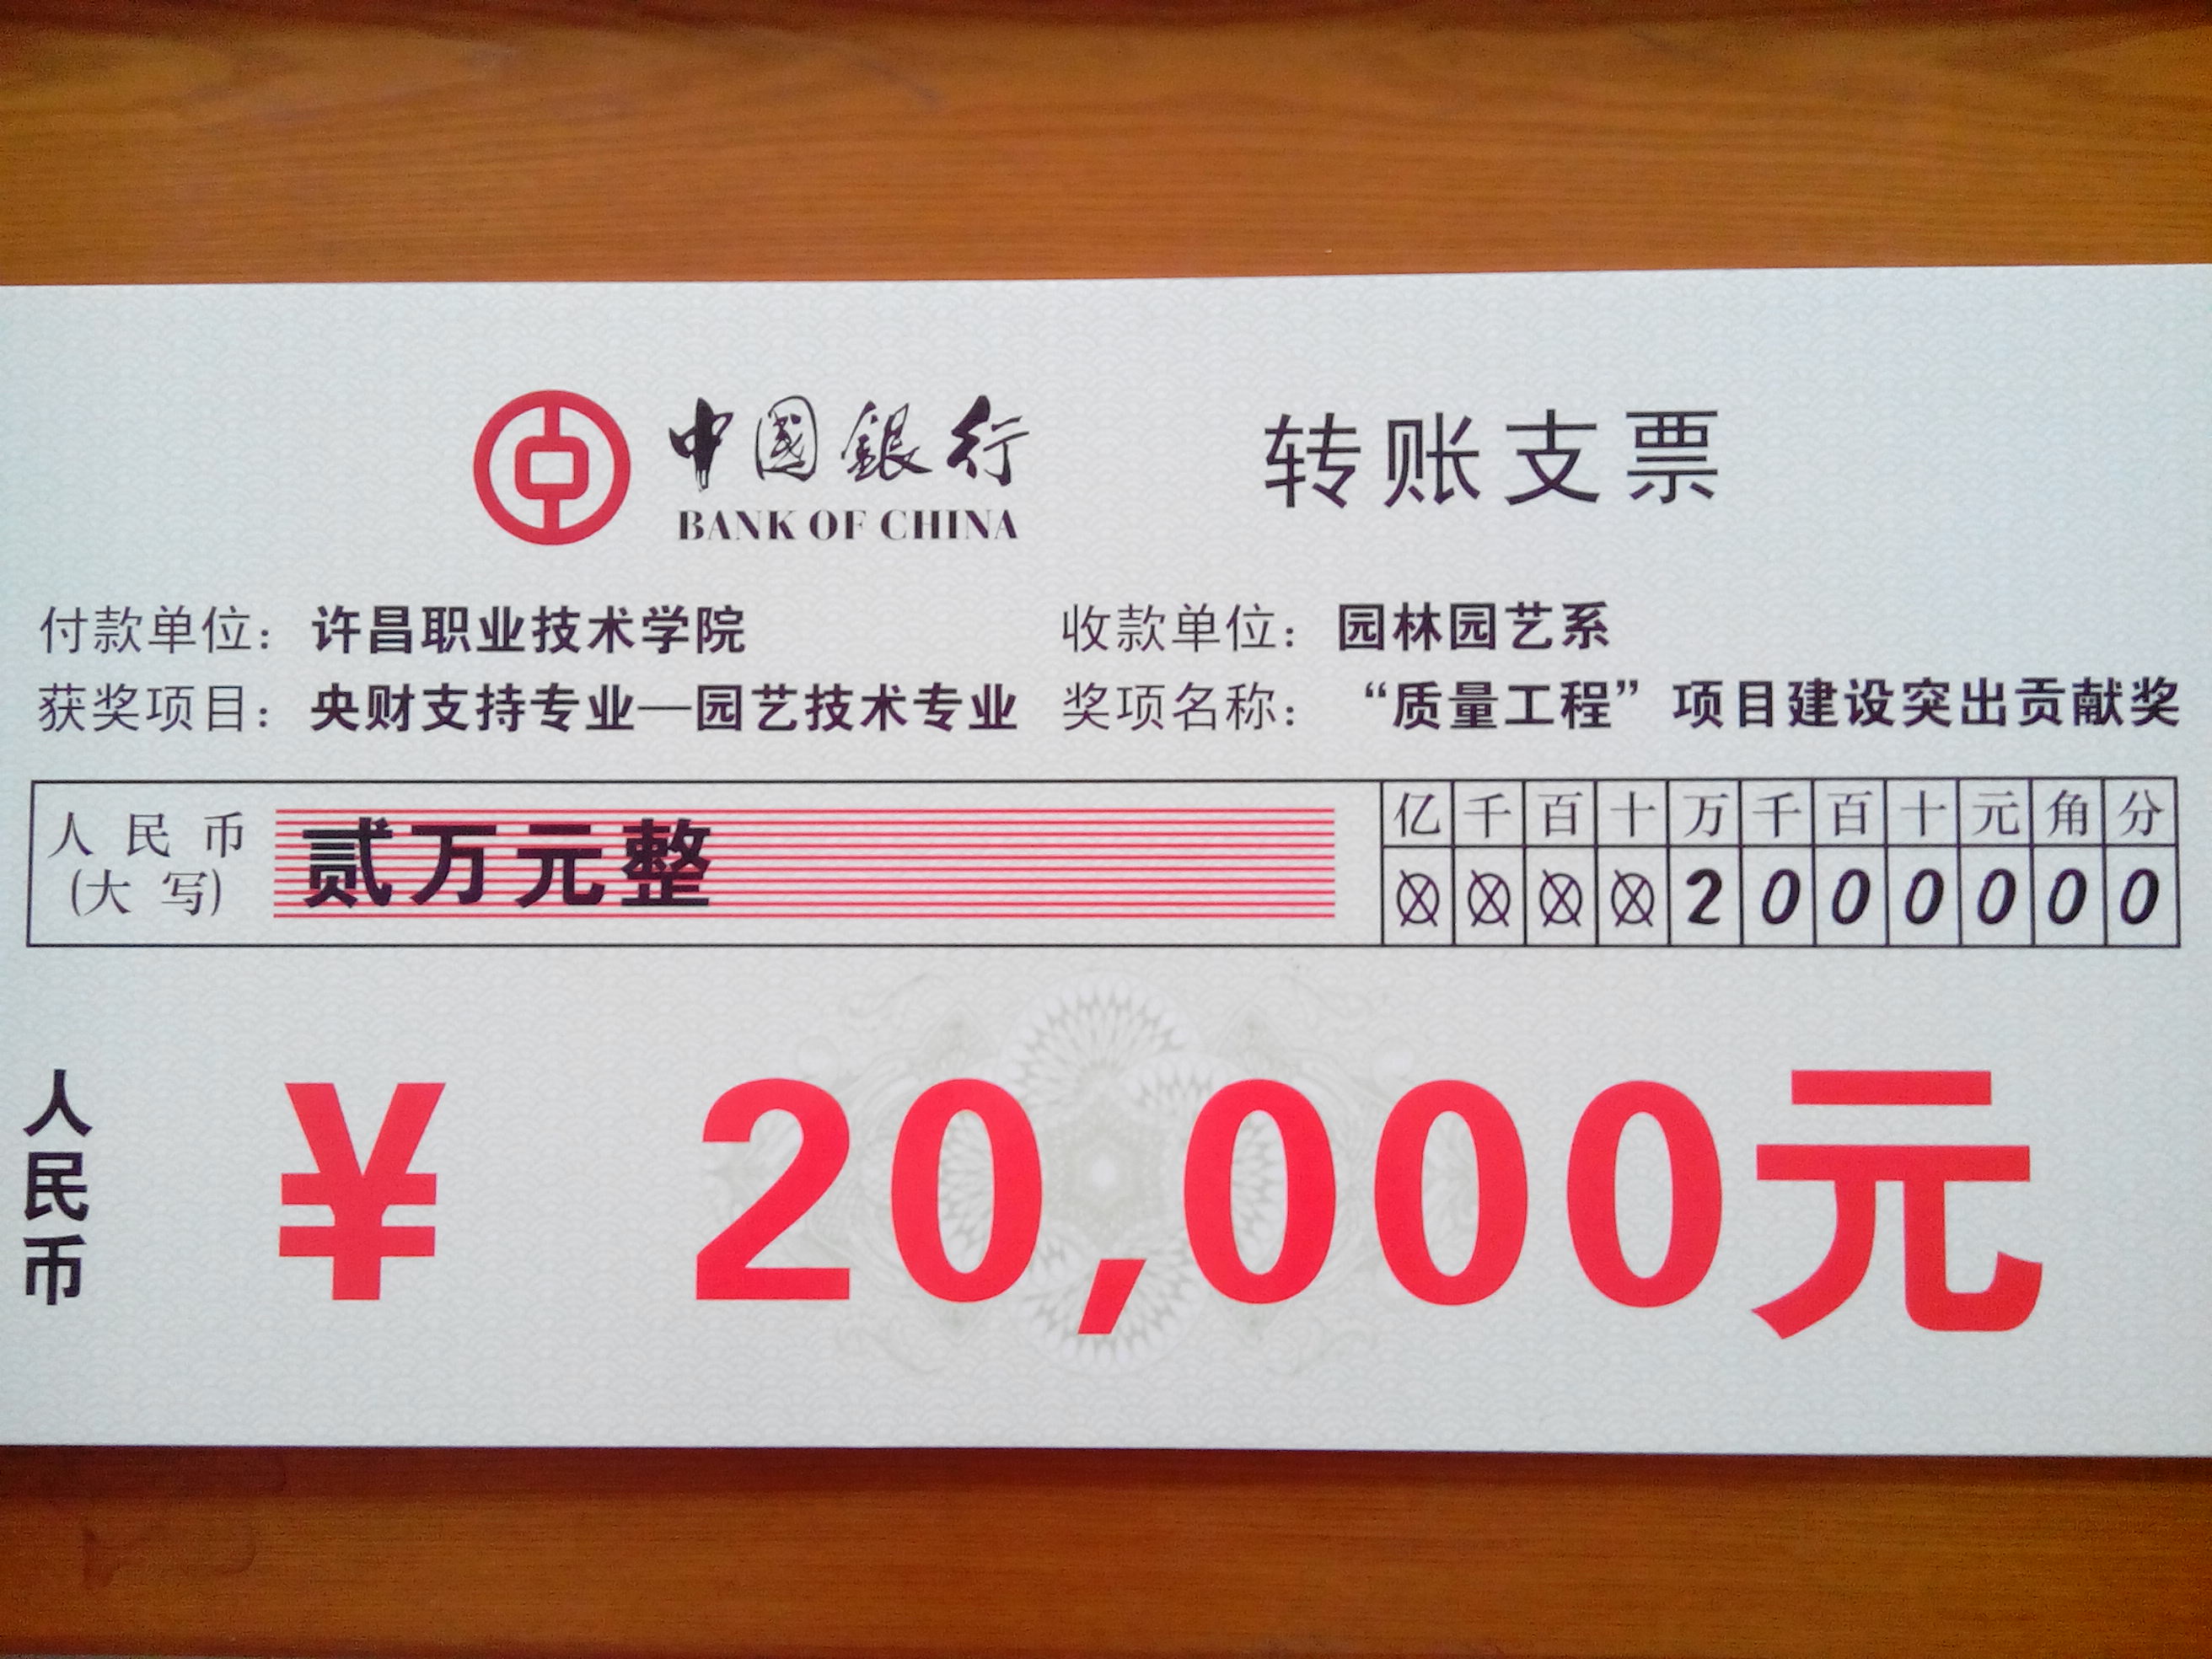 中國銀行 转账支票
BANK OF CHINA
付款单位：许昌职业技术学院 收款单位：园林园艺系
获奖项目：央财支持专业—园艺技术专业 奖项名称：“质量工程”项目建设突出贡献奖
人民币(大写) 贰万元整
亿 千 百 十 万 千 百 十 元 角 分
ⓧ ⓧ ⓧ ⓧ 2 0 0 0 0 0 0
人民币 ¥ 20,000元